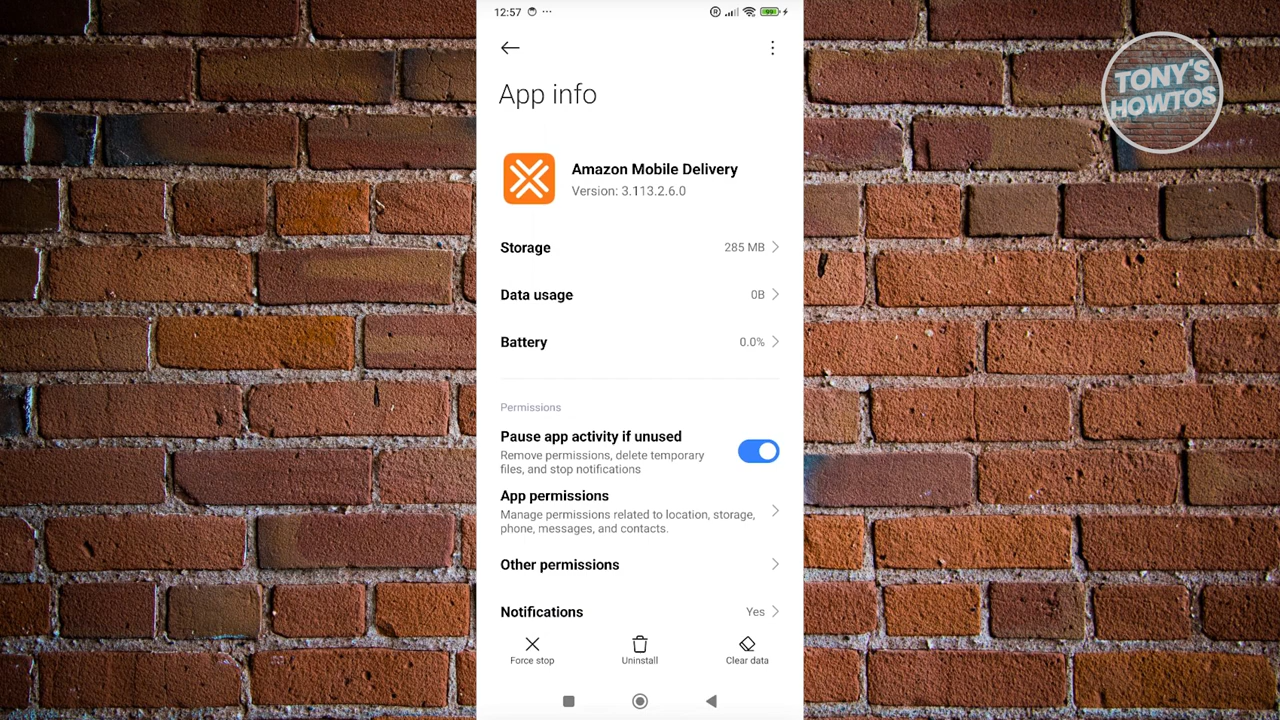 12:57
99
TONY'S
HOWTOS
App info
Amazon Mobile Delivery
Version: 3.113.2.6.0
Storage 285 MB
Data usage 0B
Battery 0.0%
Permissions
Pause app activity if unused
Remove permissions, delete temporary
files, and stop notifications
App permissions
Manage permissions related to location, storage,
phone, messages, and contacts.
Other permissions
Notifications Yes
Force stop Uninstall Clear data